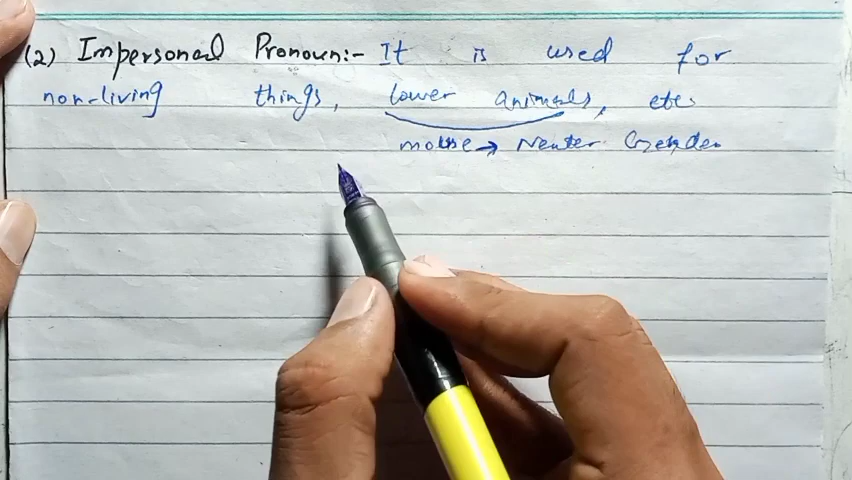 (2) Impersonal Pronoun:- It is used for
non-living things, lower animals, etc.
mouse → Neuter Gender